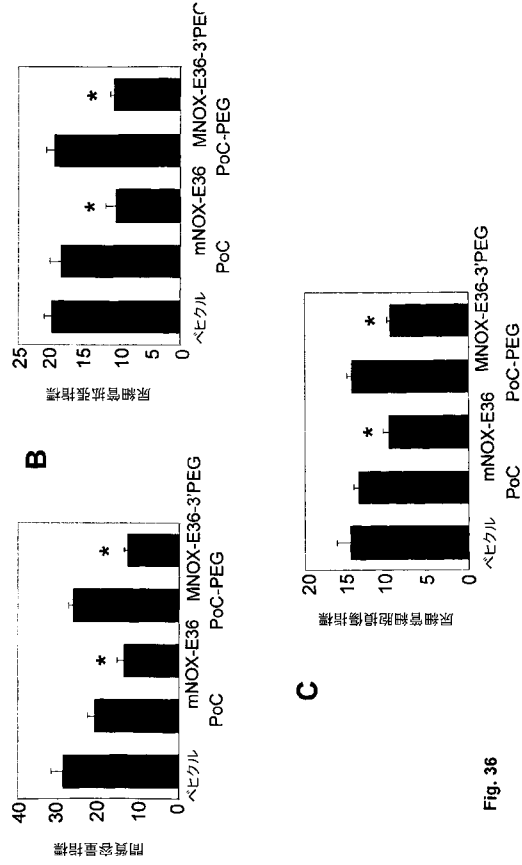 40
30
20
10
0
間質容量指標
ベヒクル
PoC
mNOX-E36
PoC-PEG
MNOX-E36-3'PEG
*
*
B
25
20
15
10
5
0
尿細管拡張指標
ベヒクル
PoC
mNOX-E36
PoC-PEG
MNOX-E36-3'PEG
*
*
C
20
15
10
5
0
尿細管細胞損傷指標
ベヒクル
PoC
mNOX-E36
PoC-PEG
MNOX-E36-3'PEG
*
*
Fig. 36